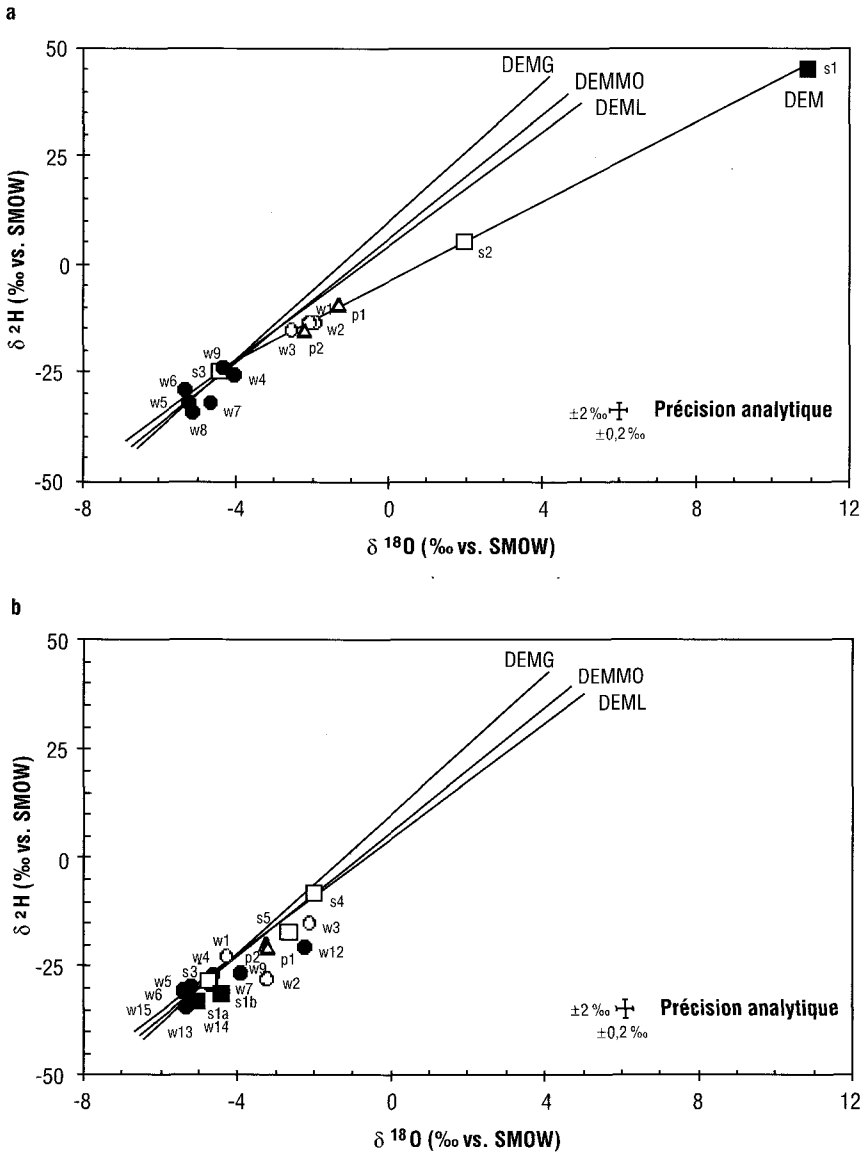 a
50
25
0
-25
-50
-8
-4
0
4
8
12
δ ²H (‰ vs. SMOW)
δ ¹⁸O (‰ vs. SMOW)
DEMG
DEMMO
DEML
DEM
s1
s2
w1
p1
w2
w3
p2
w9
s3
w6
w4
w5
w7
w8
±2‰
±0,2‰
Précision analytique
b
50
25
0
-25
-50
-8
-4
0
4
8
12
δ ²H (‰ vs. SMOW)
δ ¹⁸O (‰ vs. SMOW)
DEMG
DEMMO
DEML
s4
s5
w3
w1
w12
p2
p1
w4
w9
w2
s3
w5
w7
w6
s1b
w15
s1a
w14
w13
±2‰
±0,2‰
Précision analytique